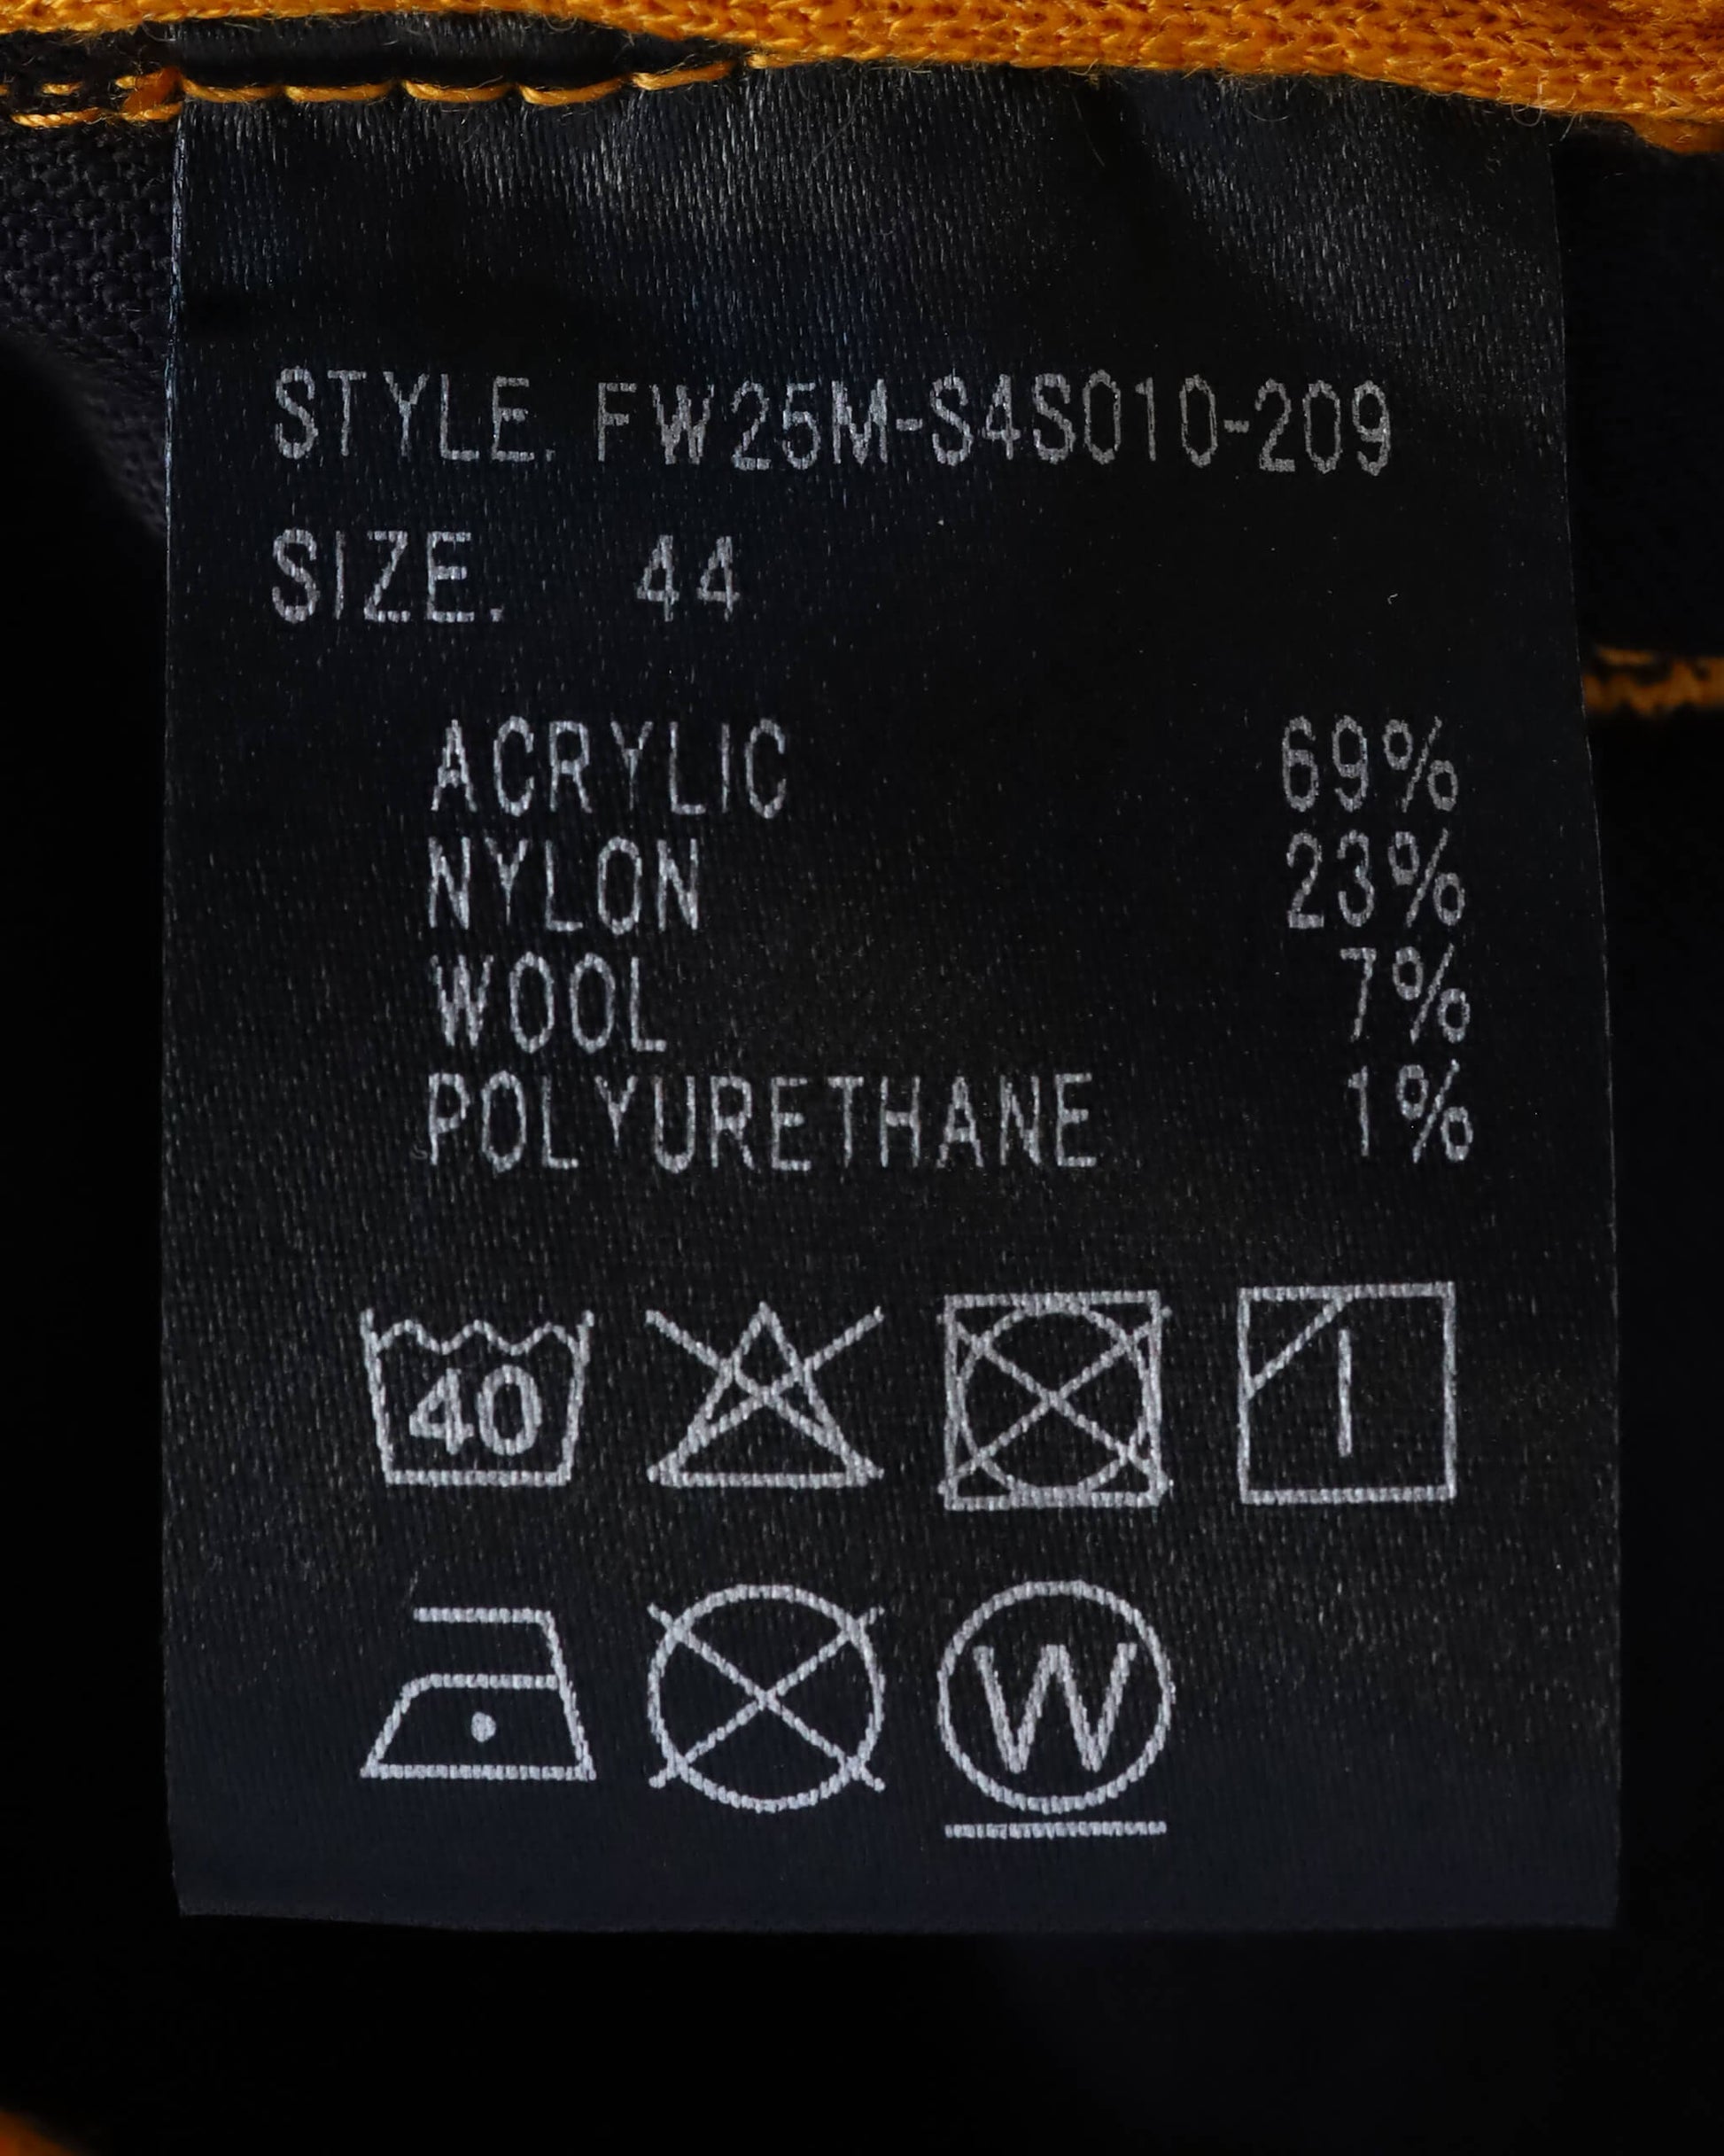 STYLE. FW25M-S4S010-209
SIZE. 44
ACRYLIC 69%
NYLON 23%
WOOL 7%
POLYURETHANE 1%
40
W